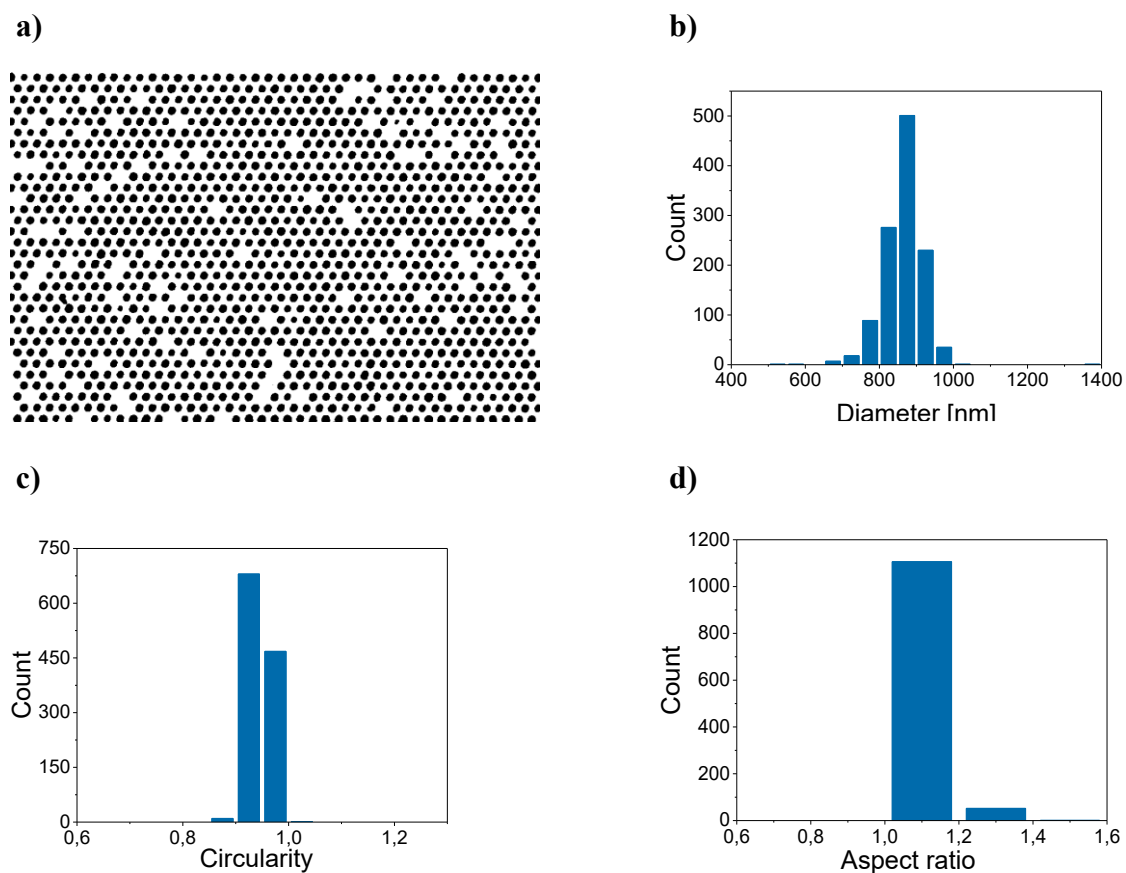 a)
b)
500
400
300
200
100
0
Count
400 600 800 1000 1200 1400
Diameter [nm]
c)
750
600
450
300
150
0
Count
0,6 0,8 1,0 1,2
Circularity
d)
1200
1000
800
600
400
200
0
Count
0,6 0,8 1,0 1,2 1,4 1,6
Aspect ratio